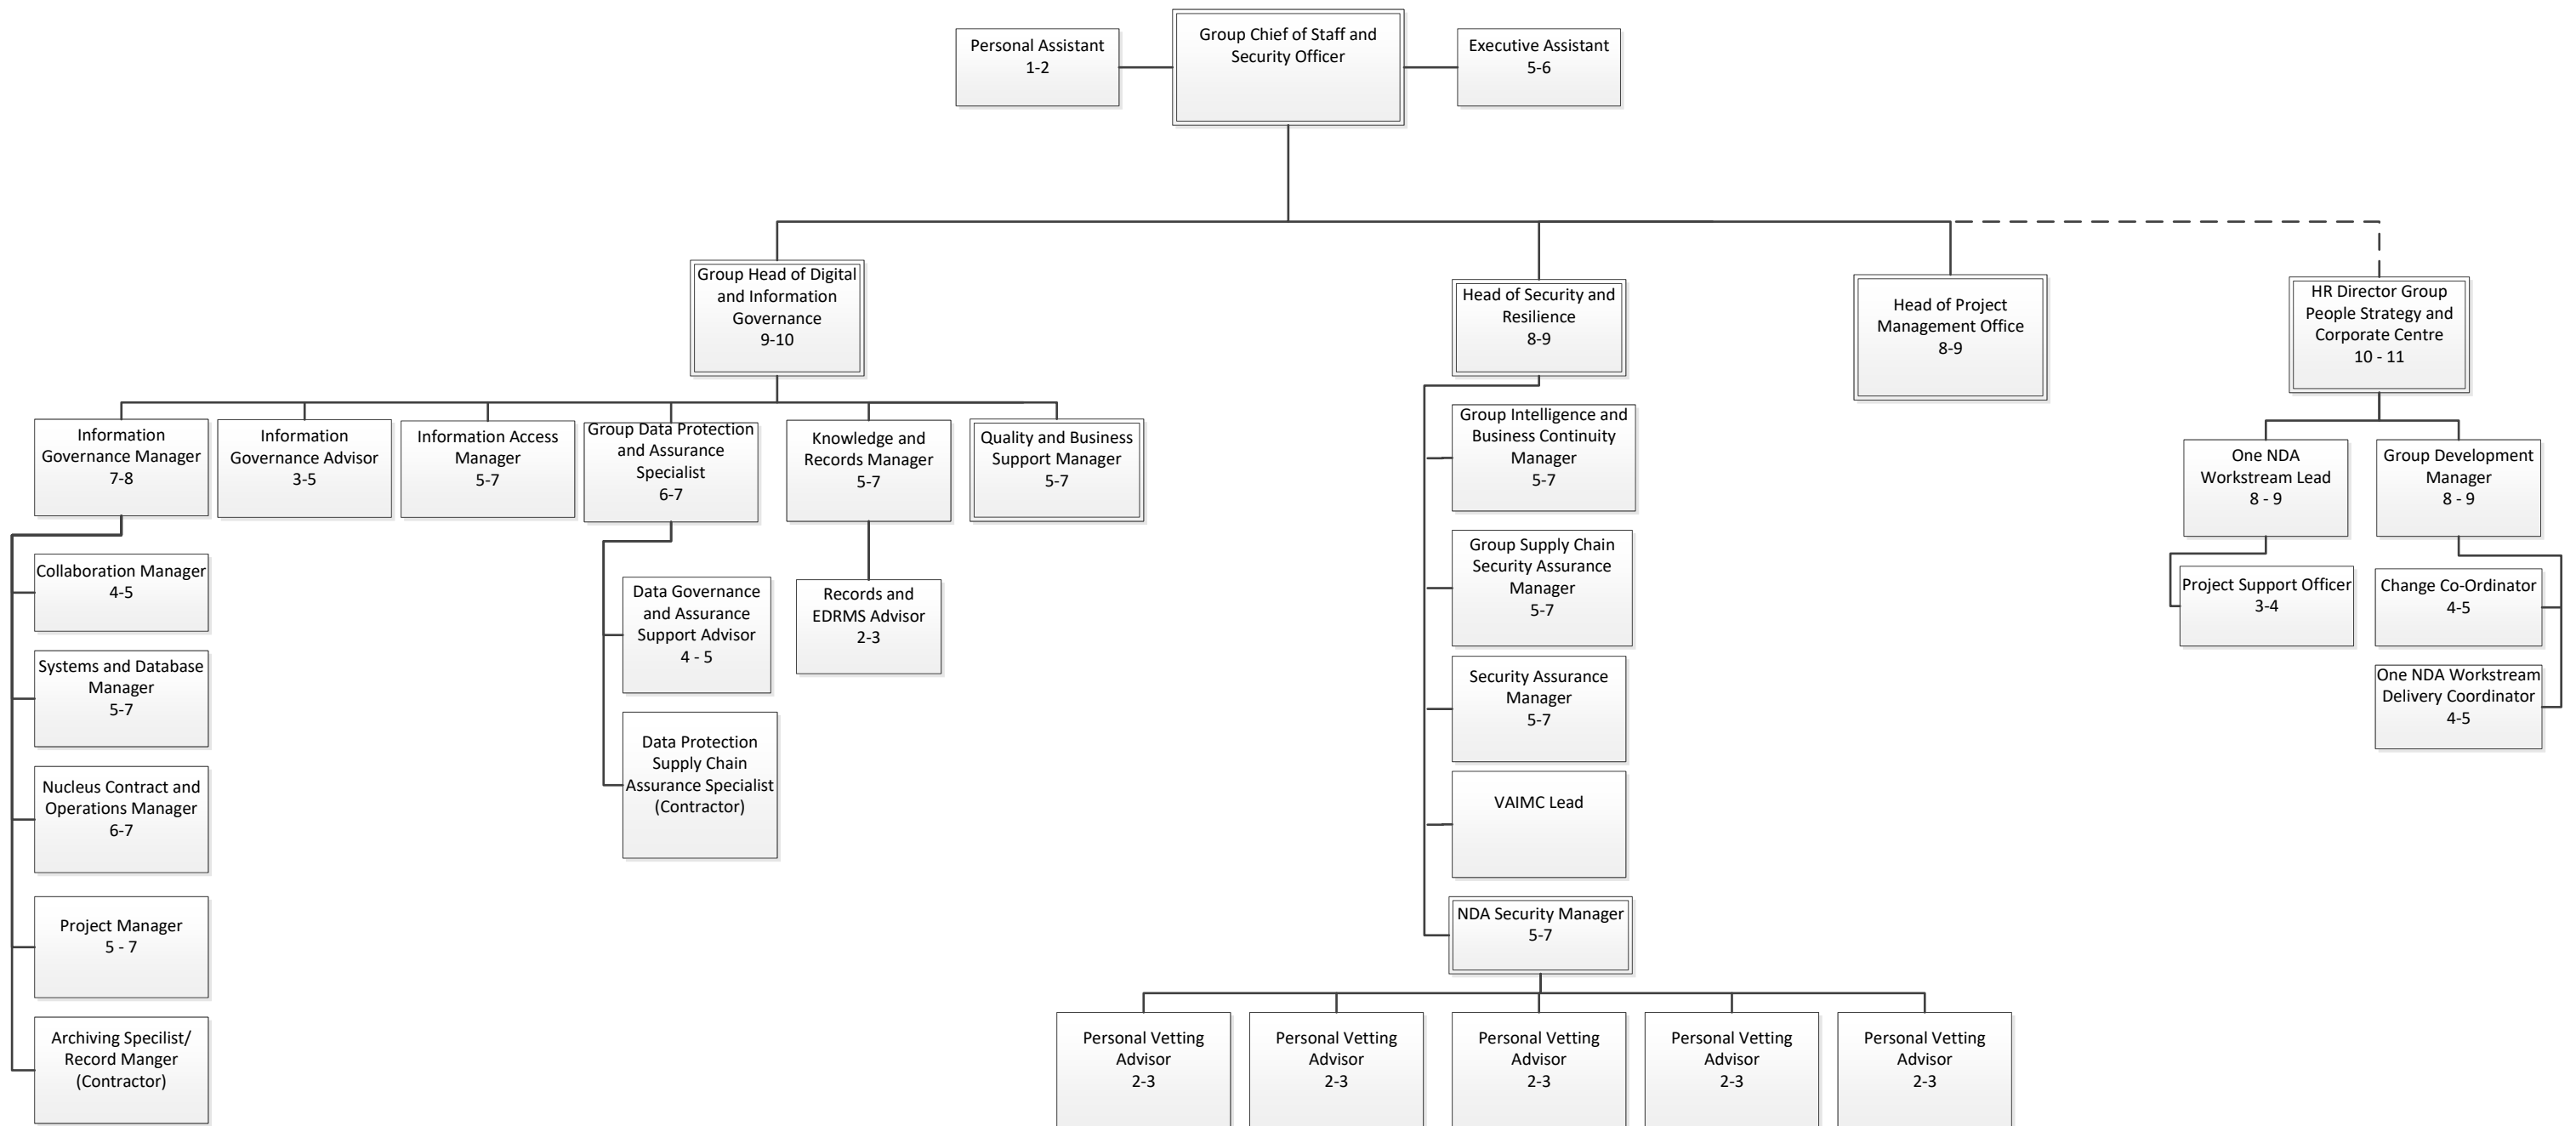 Personal Assistant
1-2
Group Chief of Staff and
Security Officer
Executive Assistant
5-6
Group Head of Digital
and Information
Governance
9-10
Head of Security and
Resilience
8-9
Head of Project
Management Office
8-9
HR Director Group
People Strategy and
Corporate Centre
10 - 11
Information
Governance Manager
7-8
Information
Governance Advisor
3-5
Information Access
Manager
5-7
Group Data Protection
and Assurance
Specialist
6-7
Knowledge and
Records Manager
5-7
Quality and Business
Support Manager
5-7
Group Intelligence and
Business Continuity
Manager
5-7
One NDA
Workstream Lead
8 - 9
Group Development
Manager
8 - 9
Collaboration Manager
4-5
Systems and Database
Manager
5-7
Nucleus Contract and
Operations Manager
6-7
Project Manager
5 - 7
Archiving Specilist/
Record Manger
(Contractor)
Data Governance
and Assurance
Support Advisor
4 - 5
Data Protection
Supply Chain
Assurance Specialist
(Contractor)
Records and
EDRMS Advisor
2-3
Group Supply Chain
Security Assurance
Manager
5-7
Security Assurance
Manager
5-7
VAIMC Lead
NDA Security Manager
5-7
Project Support Officer
3-4
Change Co-Ordinator
4-5
One NDA Workstream
Delivery Coordinator
4-5
Personal Vetting
Advisor
2-3
Personal Vetting
Advisor
2-3
Personal Vetting
Advisor
2-3
Personal Vetting
Advisor
2-3
Personal Vetting
Advisor
2-3